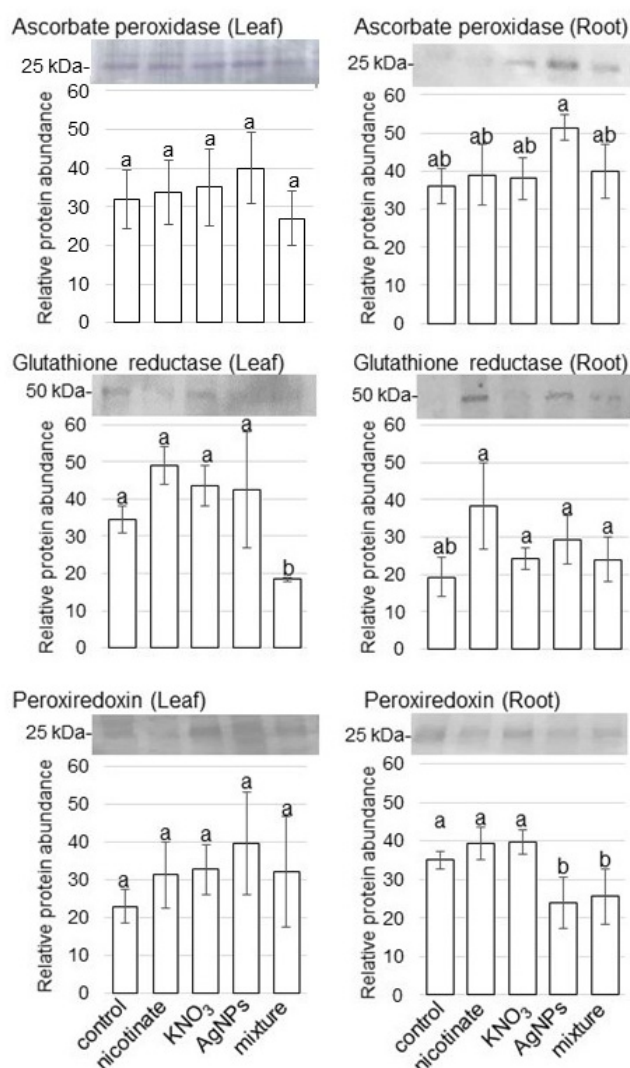 Ascorbate peroxidase (Leaf)
25 kDa-
Relative protein abundance
60
50
40
30
20
10
0
a
a
a
a
a
Ascorbate peroxidase (Root)
25 kDa-
Relative protein abundance
60
50
40
30
20
10
0
ab
ab
ab
a
ab
Glutathione reductase (Leaf)
50 kDa-
Relative protein abundance
60
50
40
30
20
10
0
a
a
a
a
b
Glutathione reductase (Root)
50 kDa-
Relative protein abundance
60
50
40
30
20
10
0
ab
a
a
a
a
Peroxiredoxin (Leaf)
25 kDa-
Relative protein abundance
60
50
40
30
20
10
0
a
a
a
a
a
control
nicotinate
KNO₃
AgNPs
mixture
Peroxiredoxin (Root)
25 kDa-
Relative protein abundance
60
50
40
30
20
10
0
a
a
a
b
b
control
nicotinate
KNO₃
AgNPs
mixture